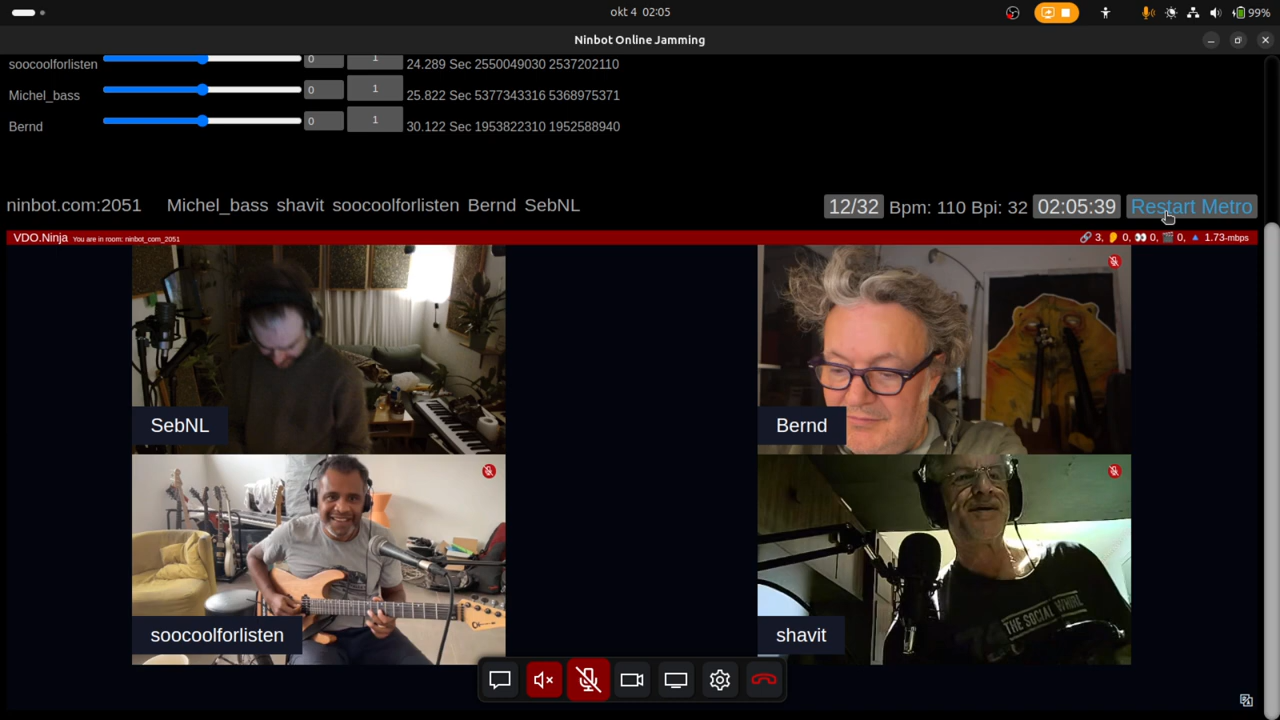 okt 4 02:05
99%
Ninbot Online Jamming
soocoolforlisten 0 1 24.289 Sec 2550049030 2537202110
Michel_bass 0 1 25.822 Sec 5377343316 5368975371
Bernd 0 1 30.122 Sec 1953822310 1952588940
ninbot.com:2051 Michel_bass shavit soocoolforlisten Bernd SebNL 12/32 Bpm: 110 Bpi: 32 02:05:39 Restart Metro
VDO.Ninja You are in room: ninbot_com_2051 🔗 3, 👂 0, 👀 0, 🎬 0, 🔺 1.73-mbps
SebNL
Bernd
soocoolforlisten
THE SOCIAL
shavit